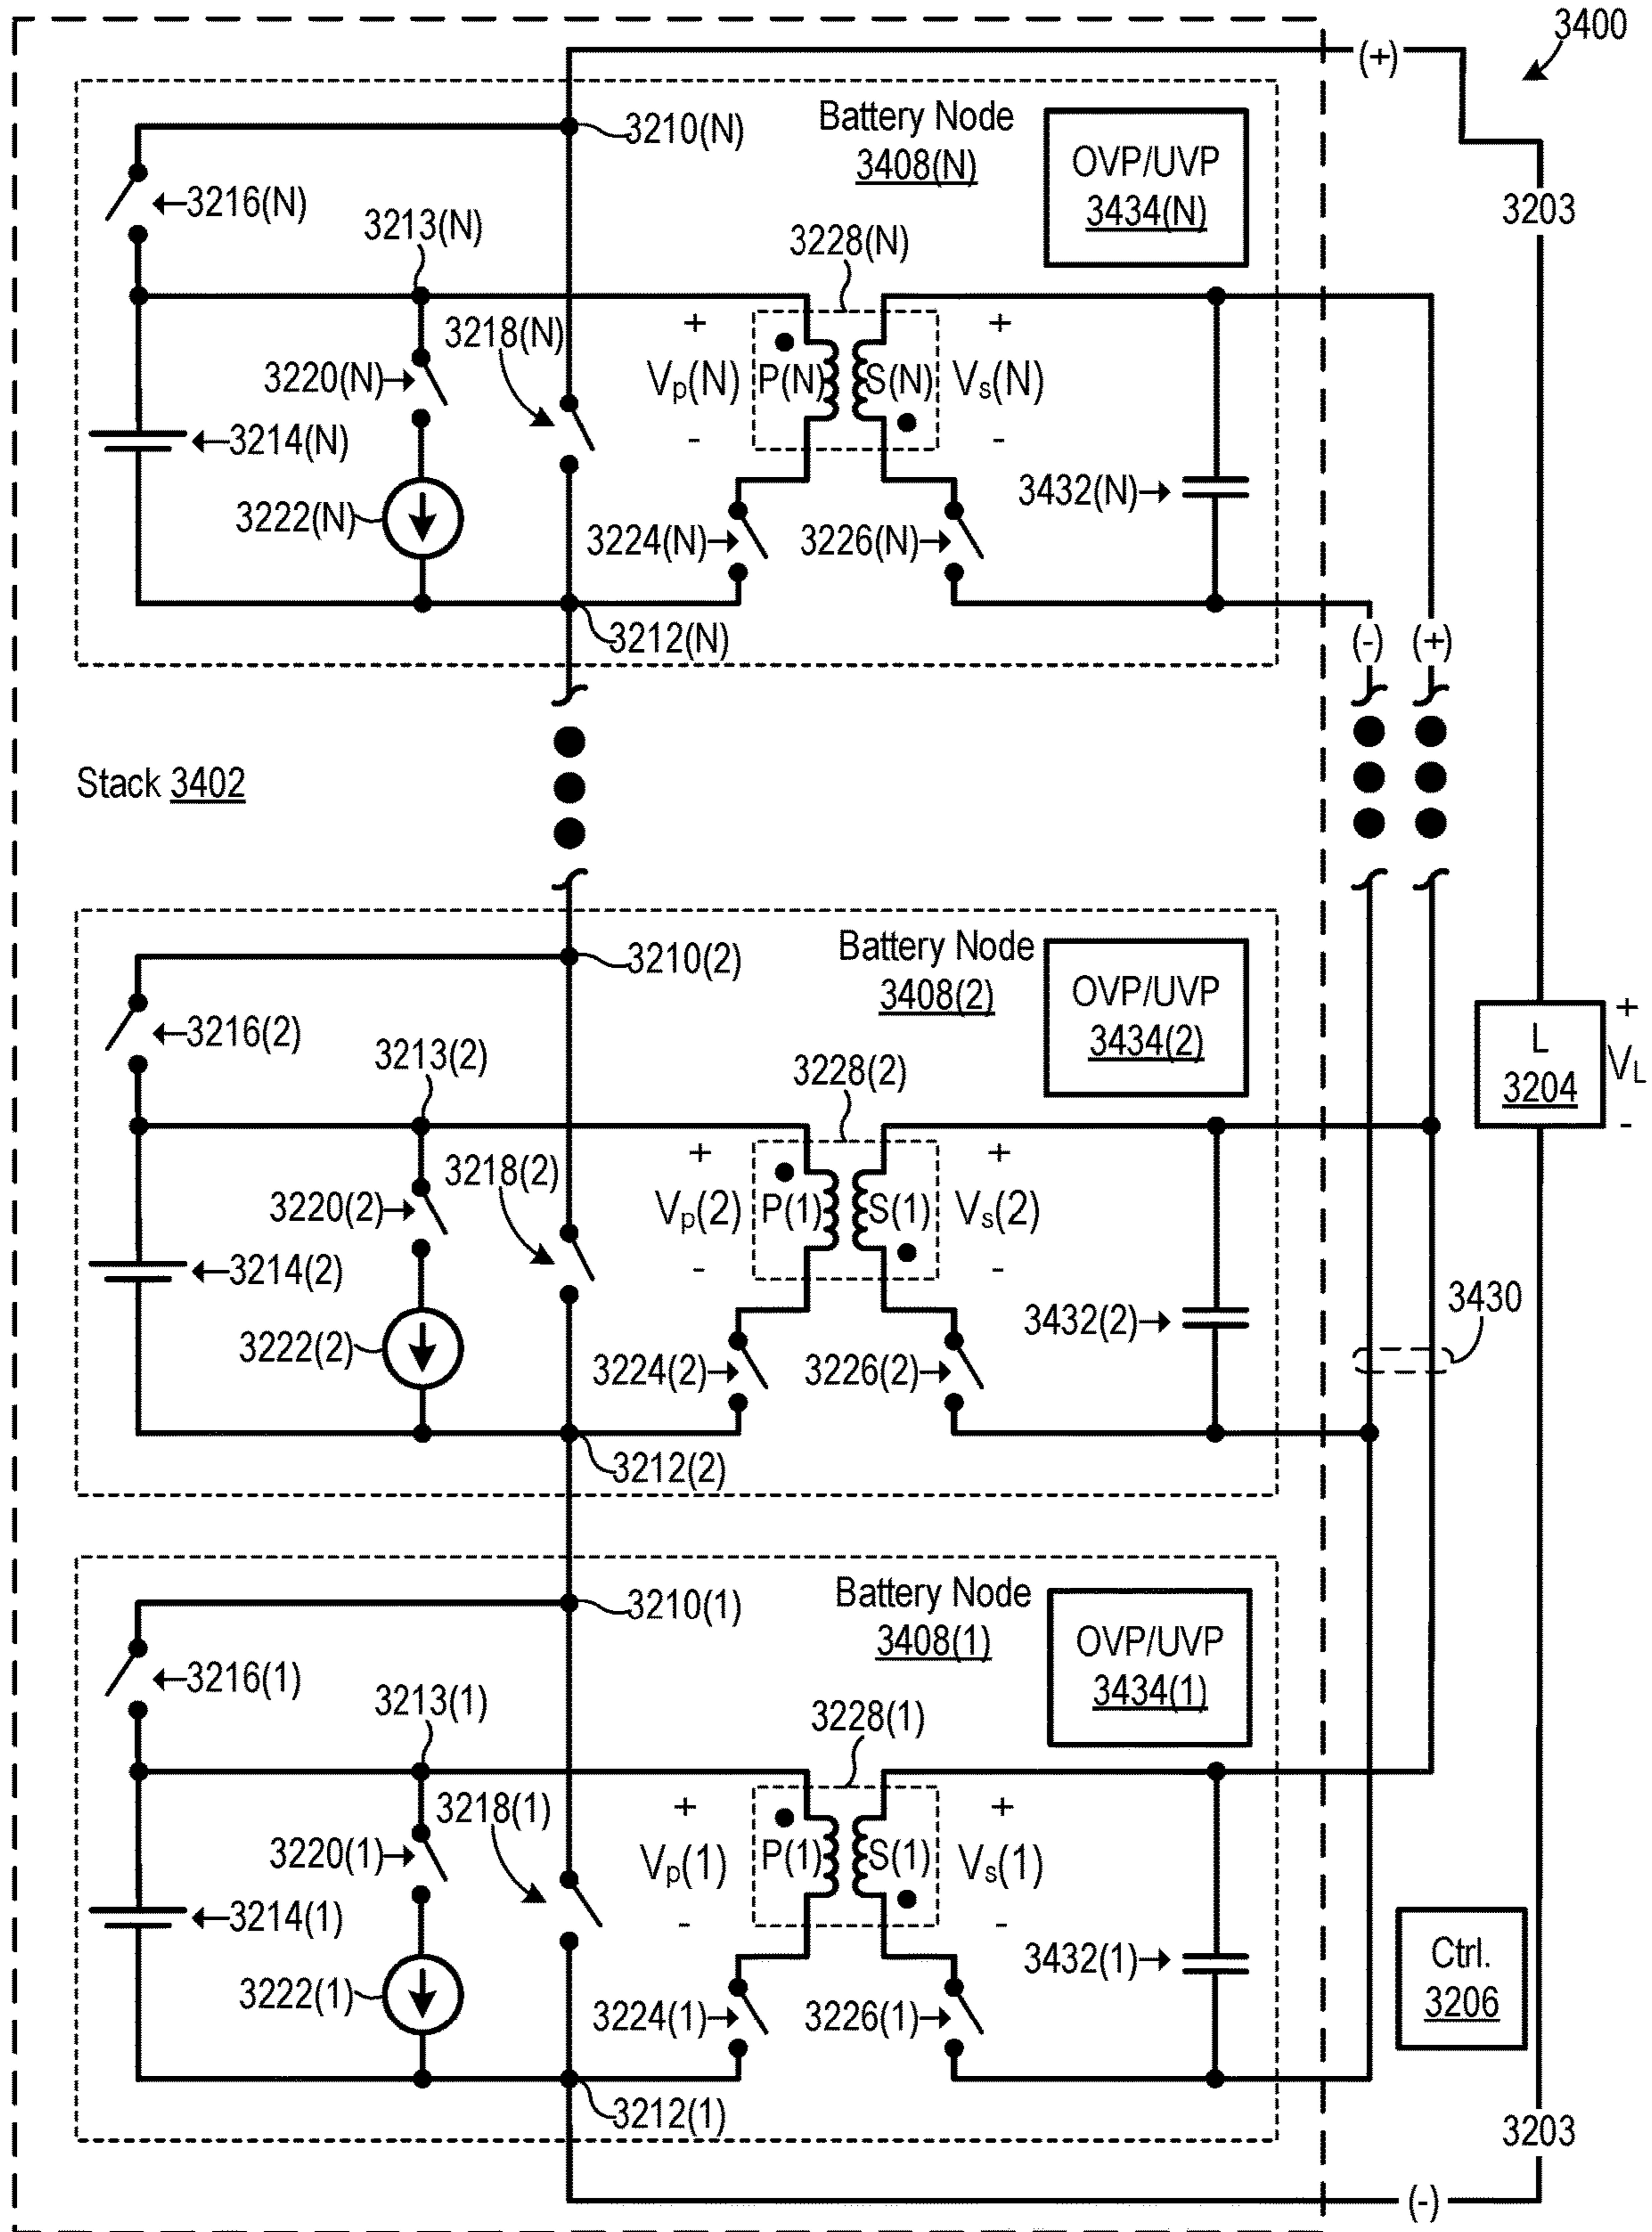 3400
(+)
3210(N)
Battery Node
3408(N)
OVP/UVP
3434(N)
3216(N)
3203
3213(N)
3228(N)
3218(N)
+
+
3220(N)
Vp(N)
P(N)
S(N)
Vs(N)
3214(N)
-
-
3432(N)
3222(N)
3224(N)
3226(N)
3212(N)
(-)
(+)
Stack 3402
3210(2)
Battery Node
3408(2)
OVP/UVP
3434(2)
3216(2)
L
3204
+
VL
-
3213(2)
3228(2)
3218(2)
+
+
3220(2)
Vp(2)
P(1)
S(1)
Vs(2)
3214(2)
-
-
3430
3432(2)
3222(2)
3224(2)
3226(2)
3212(2)
3210(1)
Battery Node
3408(1)
OVP/UVP
3434(1)
3216(1)
3213(1)
3228(1)
3218(1)
+
+
3220(1)
Vp(1)
P(1)
S(1)
Vs(1)
3214(1)
-
-
3432(1)
Ctrl.
3206
3222(1)
3224(1)
3226(1)
3212(1)
3203
(-)